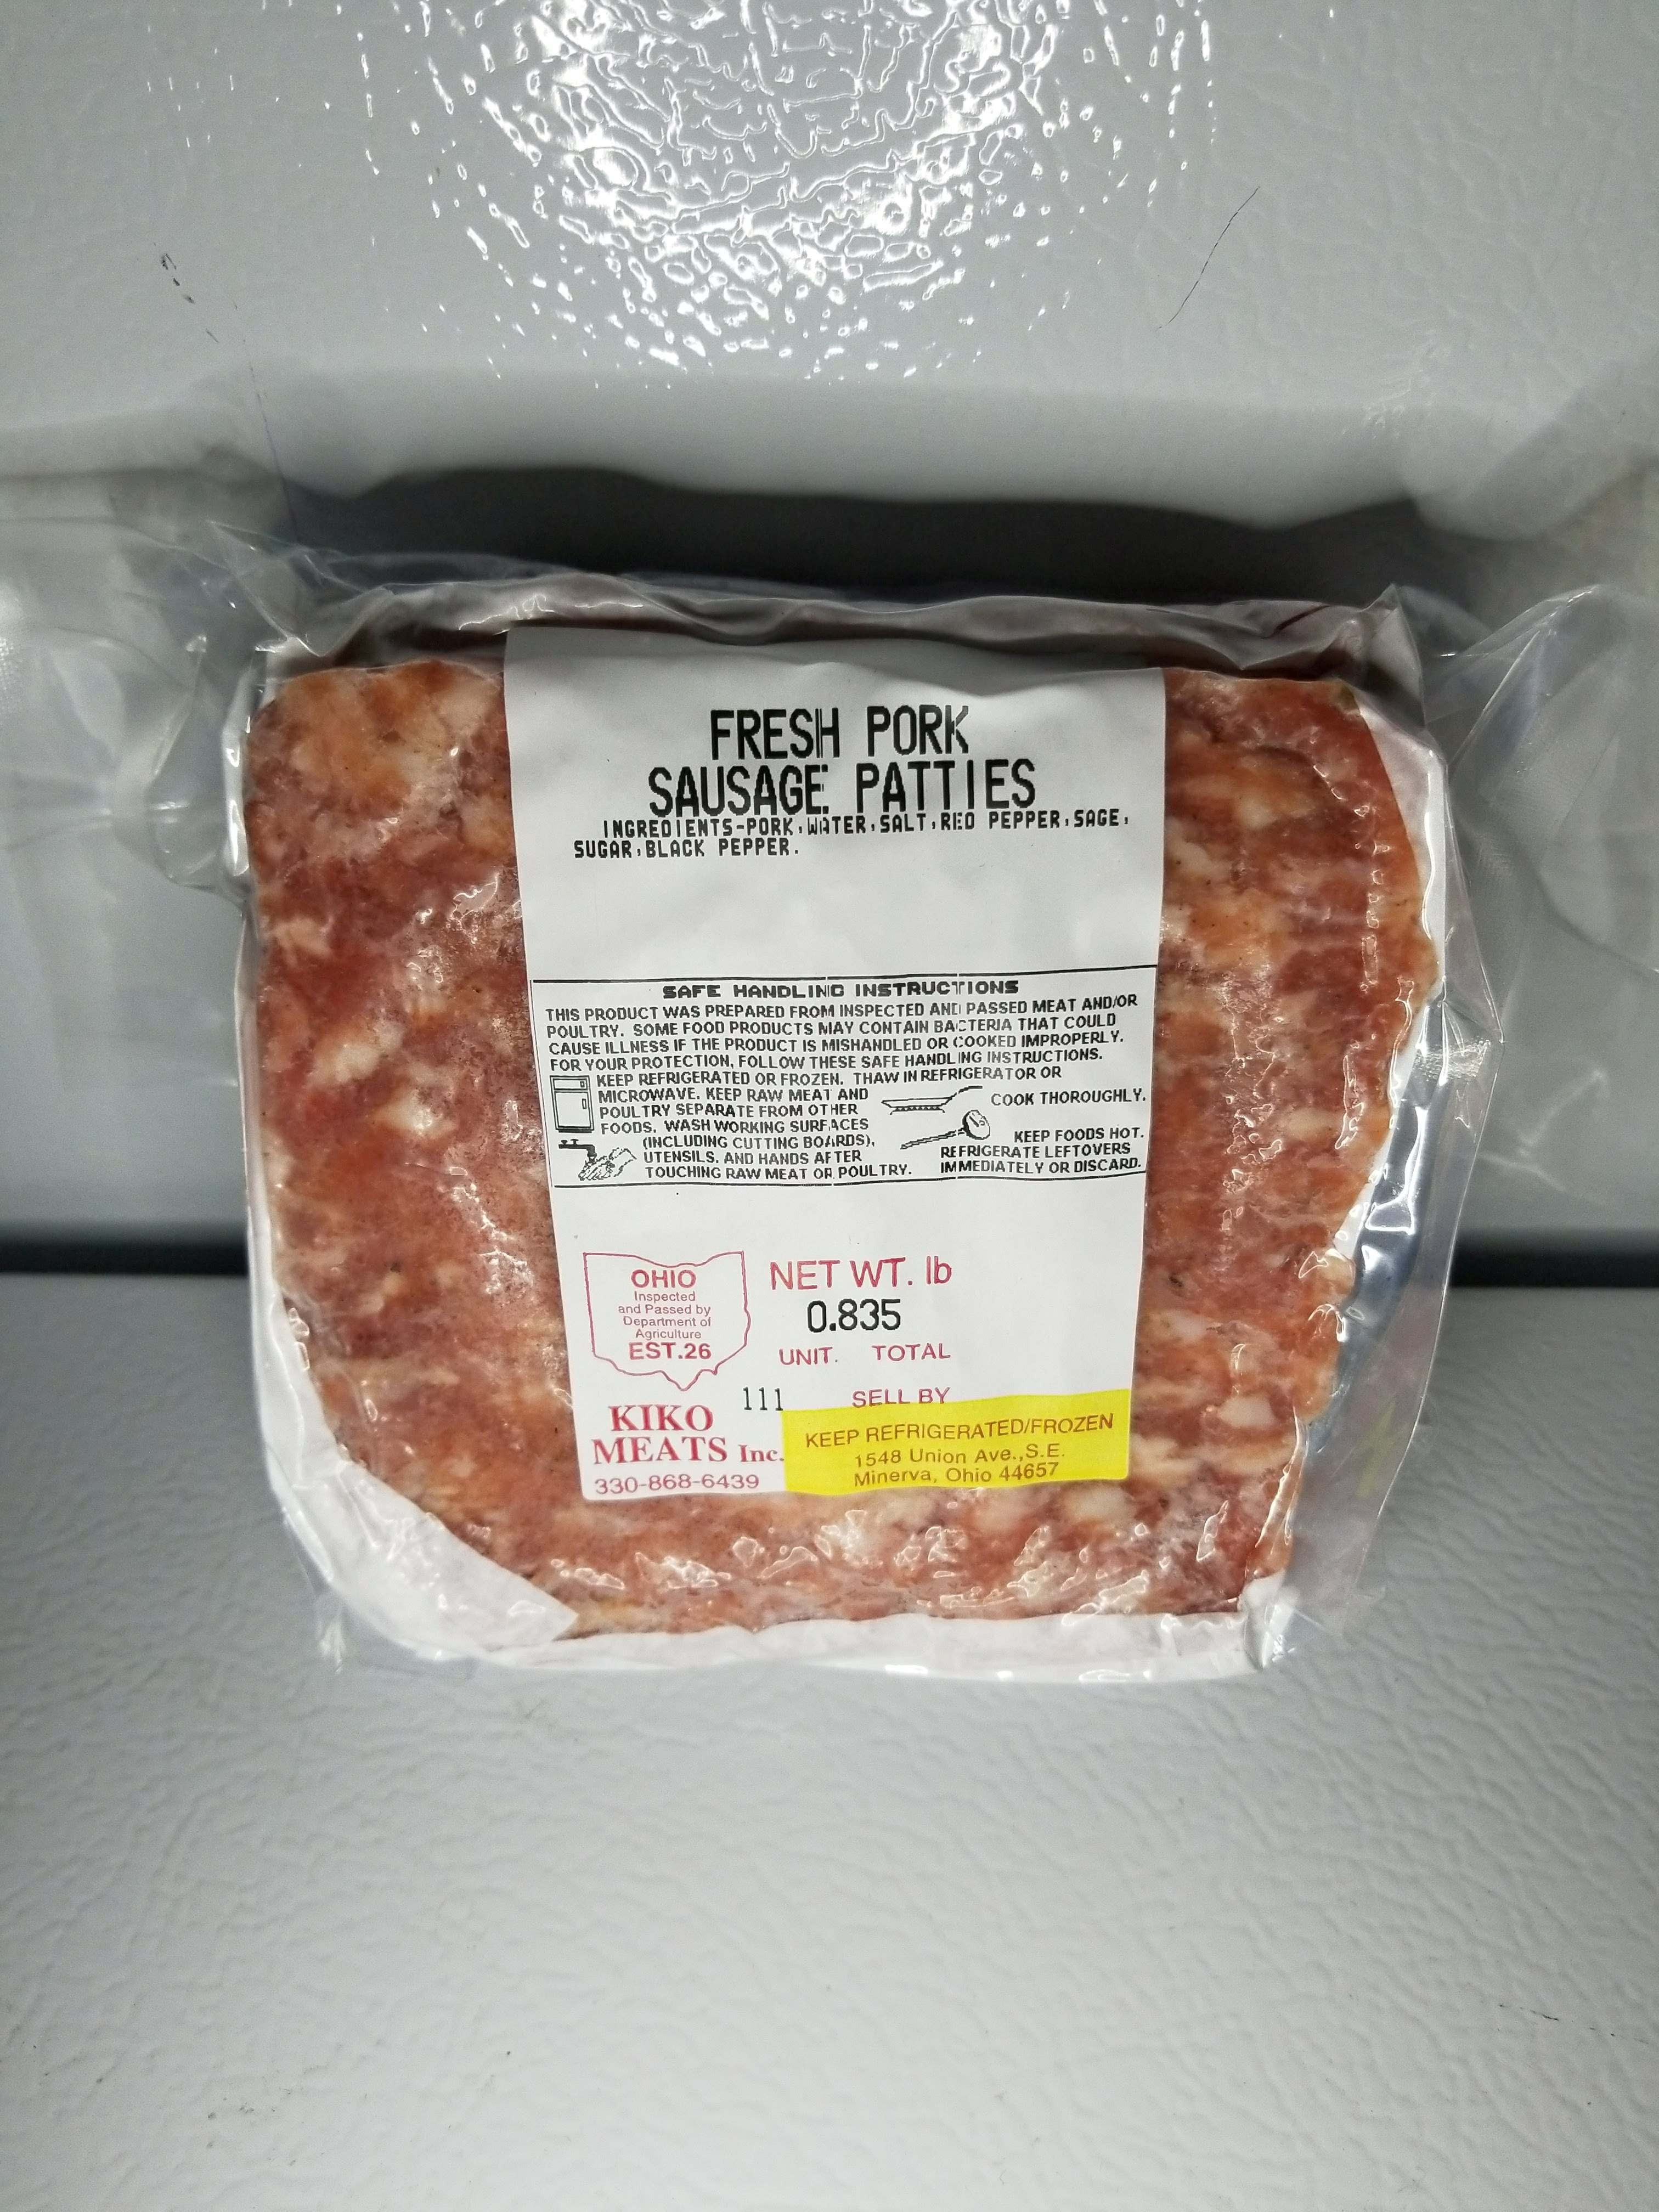 FRESH PORK
SAUSAGE PATTIES
INGREDIENTS-PORK,WATER,SALT,RED PEPPER,SAGE,
SUGAR,BLACK PEPPER.
SAFE HANDLING INSTRUCTIONS
THIS PRODUCT WAS PREPARED FROM INSPECTED AND PASSED MEAT AND/OR
POULTRY. SOME FOOD PRODUCTS MAY CONTAIN BACTERIA THAT COULD
CAUSE ILLNESS IF THE PRODUCT IS MISHANDLED OR COOKED IMPROPERLY.
FOR YOUR PROTECTION, FOLLOW THESE SAFE HANDLING INSTRUCTIONS.
KEEP REFRIGERATED OR FROZEN. THAW IN REFRIGERATOR OR
MICROWAVE. KEEP RAW MEAT AND
POULTRY SEPARATE FROM OTHER
FOODS. WASH WORKING SURFACES
(INCLUDING CUTTING BOARDS),
UTENSILS, AND HANDS AFTER
TOUCHING RAW MEAT OR POULTRY.
COOK THOROUGHLY.
KEEP FOODS HOT.
REFRIGERATE LEFTOVERS
IMMEDIATELY OR DISCARD.
OHIO
Inspected
and Passed by
Department of
Agriculture
EST.26
NET WT. lb
0.835
UNIT. TOTAL
111
SELL BY
KIKO
MEATS Inc.
330-868-6439
KEEP REFRIGERATED/FROZEN
1548 Union Ave.,S.E.
Minerva, Ohio 44657